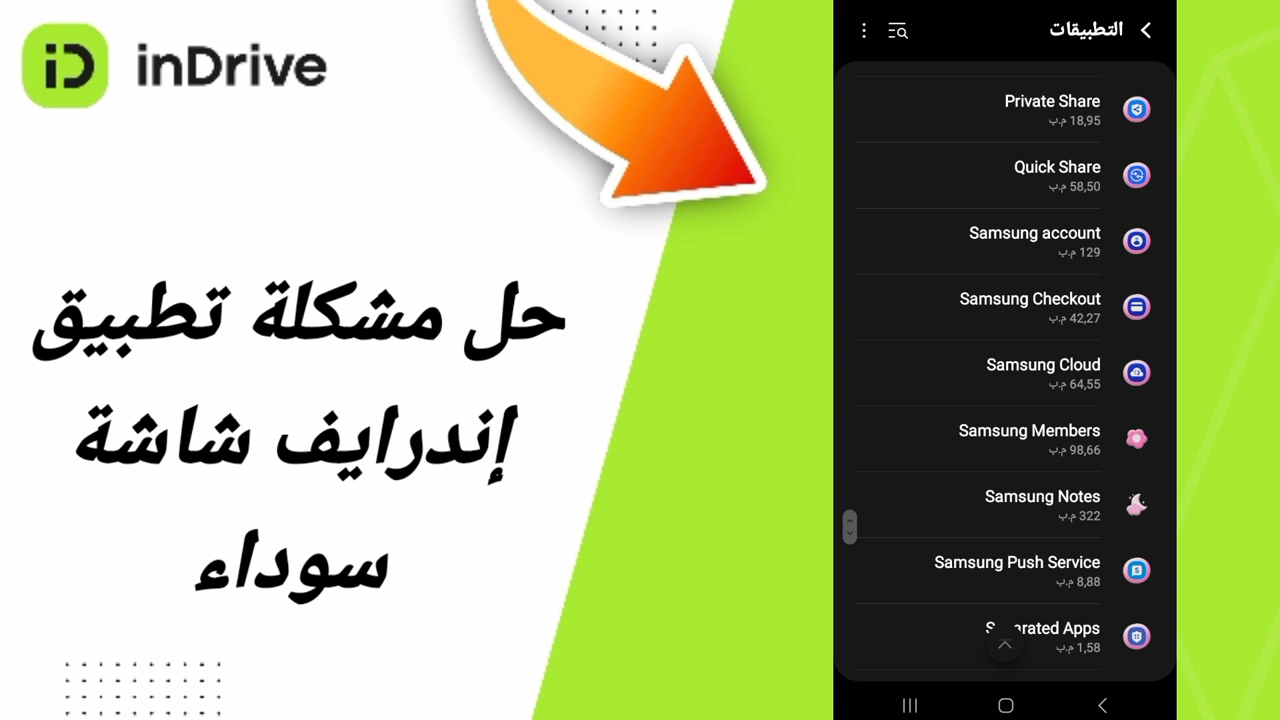 inDrive
حل مشكلة تطبيق
إندرايف شاشة
سوداء
التطبيقات
Private Share
18,95 م.ب
Quick Share
58,50 م.ب
Samsung account
129 م.ب
Samsung Checkout
42,27 م.ب
Samsung Cloud
64,55 م.ب
Samsung Members
98,66 م.ب
Samsung Notes
322 م.ب
Samsung Push Service
8,88 م.ب
Separated Apps
1,58 م.ب